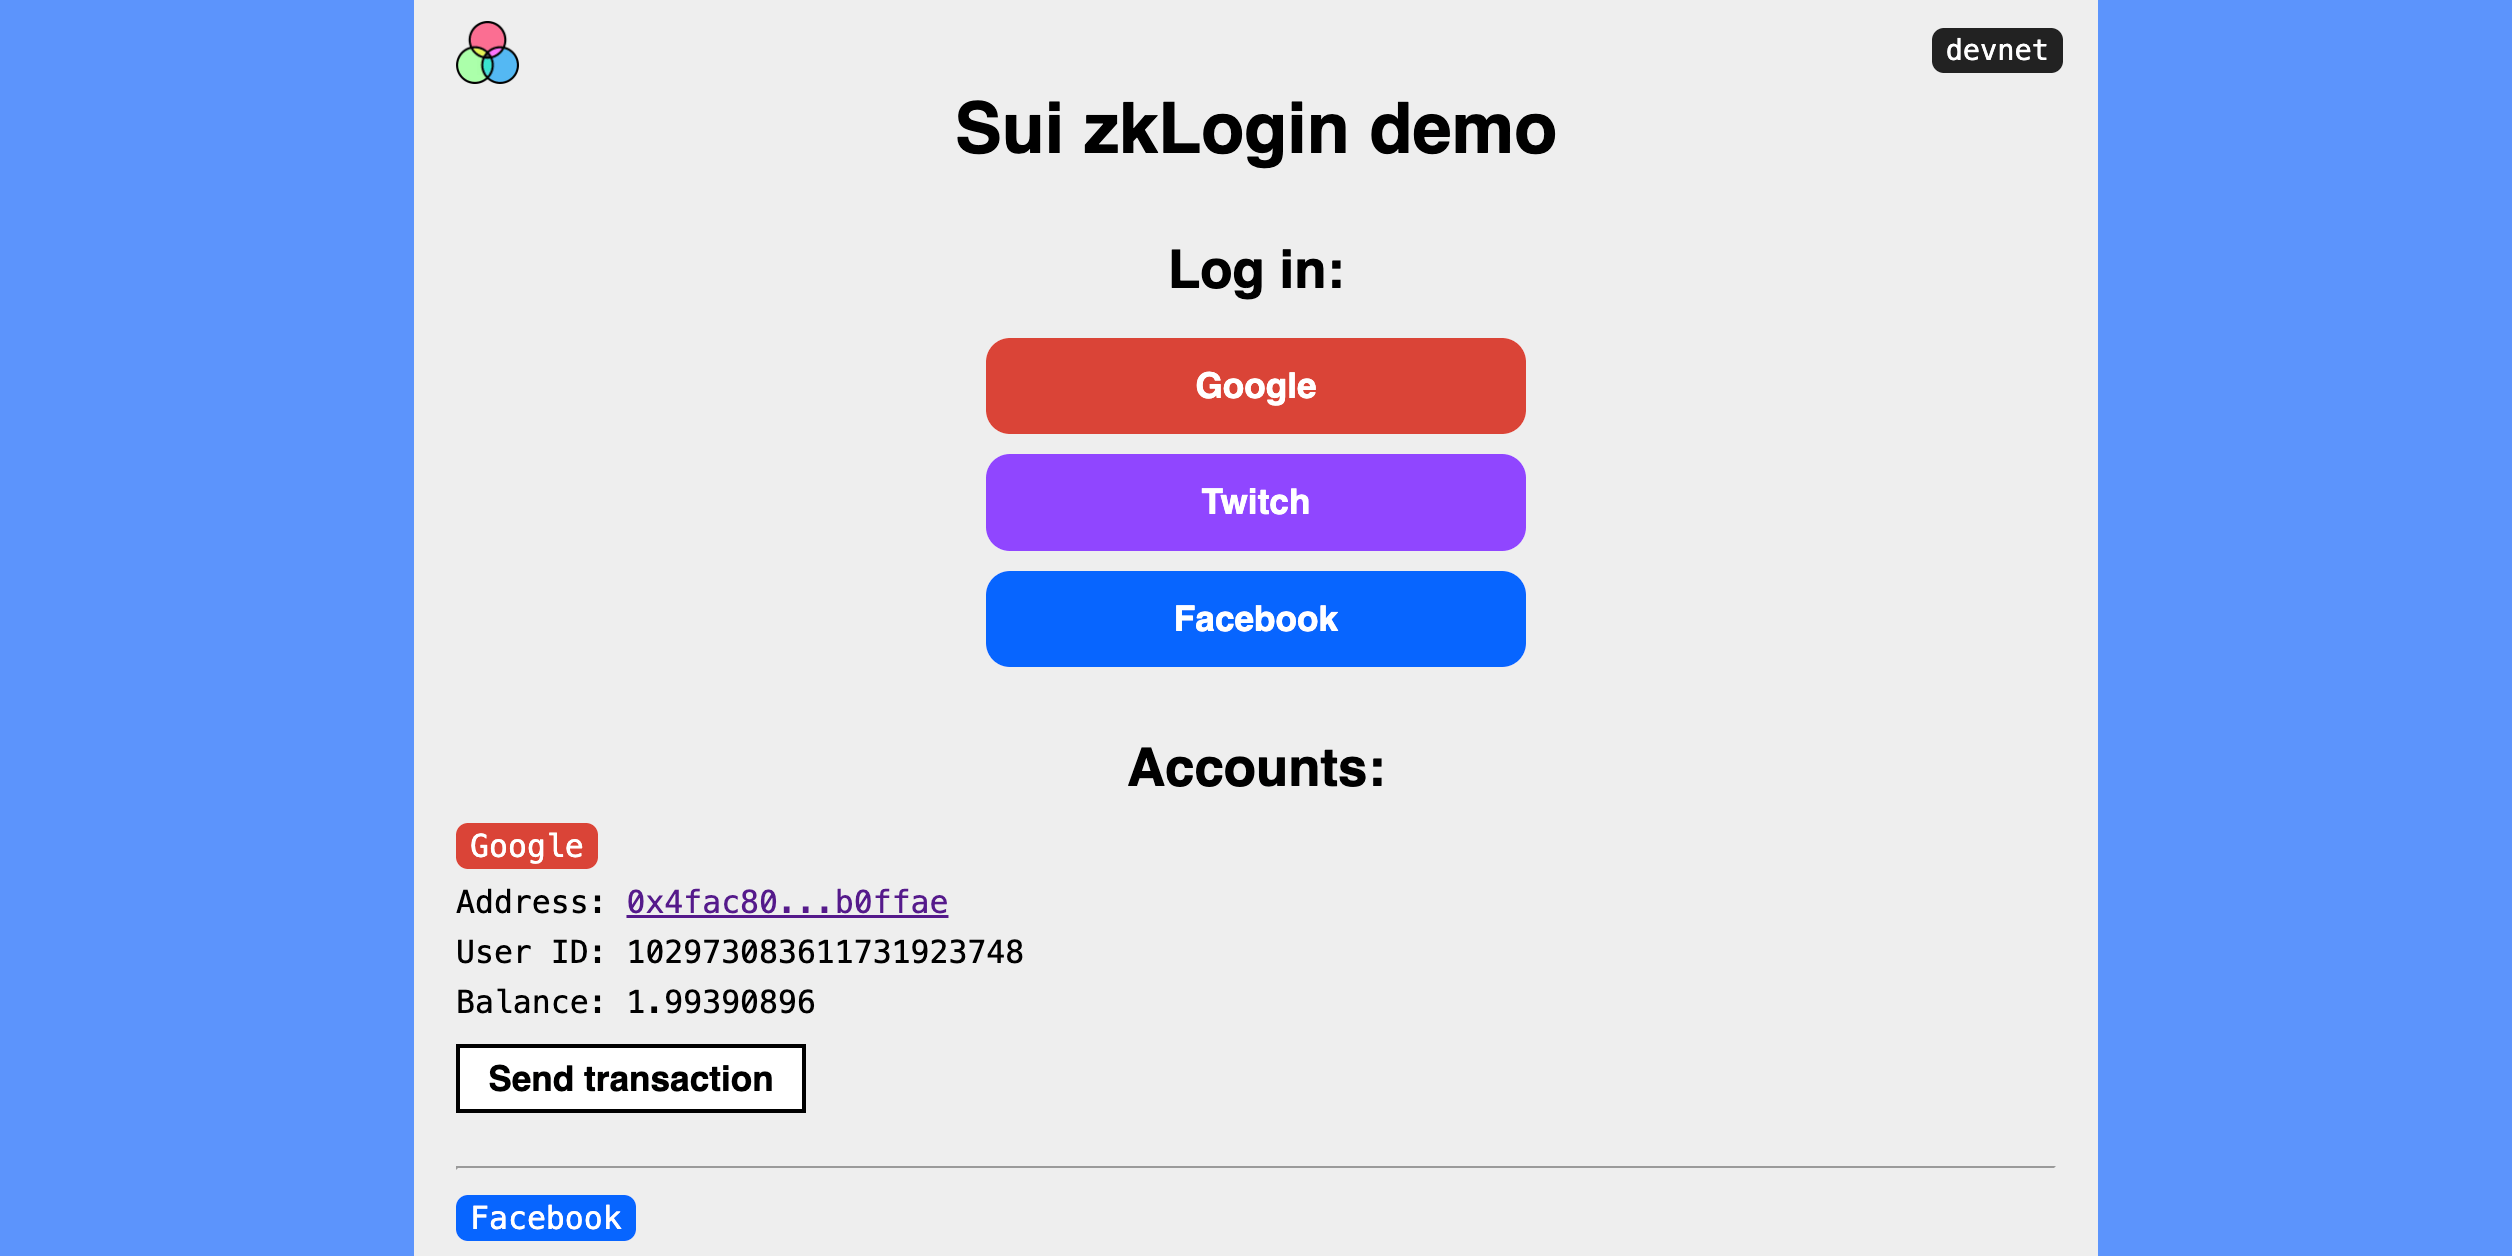 devnet
Sui zkLogin demo
Log in:
Google
Twitch
Facebook
Accounts:
Google
Address: 0x4fac80...b0ffae
User ID: 102973083611731923748
Balance: 1.99390896
Send transaction
Facebook